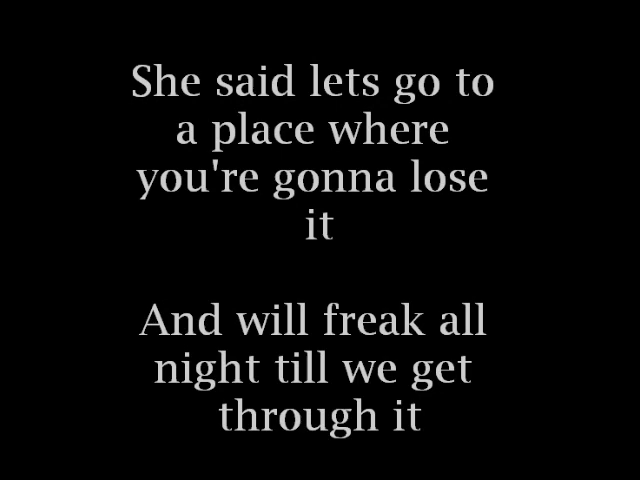 She said lets go to
a place where
you're gonna lose
it
And will freak all
night till we get
through it